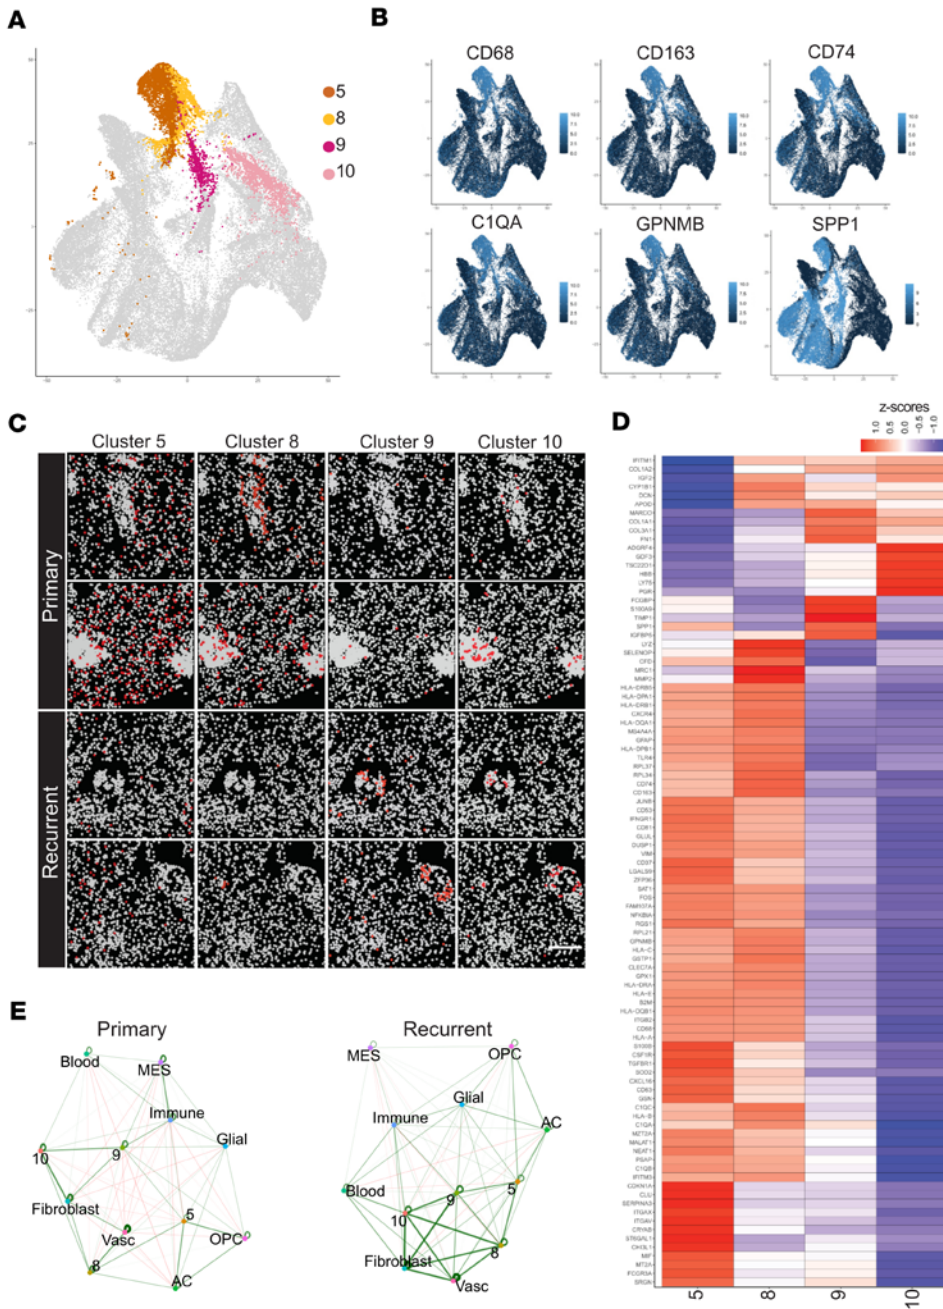 A
5
8
9
10
B
CD68
CD163
CD74
C1QA
GPNMB
SPP1
C
Cluster 5
Cluster 8
Cluster 9
Cluster 10
Primary
Recurrent
D
z-scores
1.0
0.5
0.0
-0.5
-1.0
IFITM1
COL1A2
IGF2
CYP1B1
DCN
APOD
MARCO
COL1A1
COL3A1
FN1
GDF3
TSC22D1
HBB
LY75
PGR
FCGBP
S100A9
TIMP1
SPP1
IGFBP5
LYZ
SELENOP
CFD
MRC1
MMP2
HLA-DRB5
HLA-DPA1
HLA-DRB1
CXCR4
HLA-DQA1
MS4A4A
GFAP
HLA-DPB1
TLR4
RPL37
RPL34
CD74
CD163
JUNB
CD53
IFNGR1
CD81
GLUL
DUSP1
VIM
CD37
LGALS9
ZFP36
SAT1
FOS
FAM107A
NFKBIA
RGS1
RPL21
GPNMB
HLA-C
GSTP1
CLEC7A
GPX1
HLA-DRA
HLA-E
B2M
HLA-DQB1
ITGB2
CD68
HLA-A
CSF1R
TGFBR1
SOD2
CXCL16
CD63
GSN
C1QC
HLA-B
C1QA
MZT2A
MALAT1
NEAT1
PSAP
C1QB
IFITM3
CDKN1A
CLU
SERPINA3
ITGAX
ITGAV
CRYAB
ST6GAL1
CHI3L1
MIF
MT2A
FCGR3A
SRGN
5
8
9
10
E
Primary
Blood
MES
Immune
Glial
10
9
Fibroblast
5
Vasc
OPC
8
AC
Recurrent
MES
OPC
Glial
Immune
AC
Blood
9
5
10
8
Fibroblast
Vasc